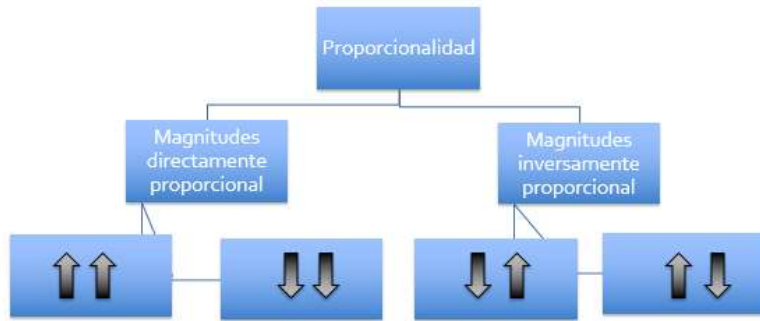 Proporcionalidad
Magnitudes
directamente
proporcional
Magnitudes
inversamente
proporcional